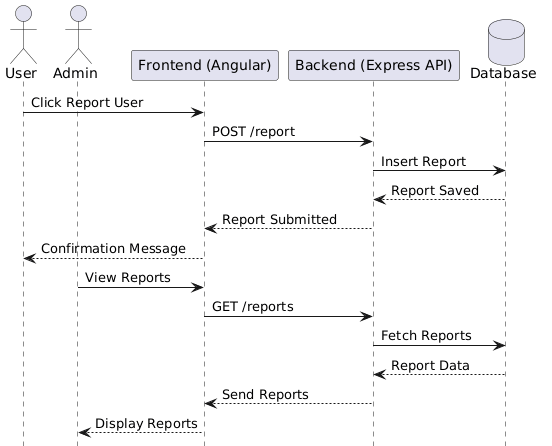 User
Admin
Frontend (Angular)
Backend (Express API)
Database
Click Report User
POST /report
Insert Report
Report Saved
Report Submitted
Confirmation Message
View Reports
GET /reports
Fetch Reports
Report Data
Send Reports
Display Reports